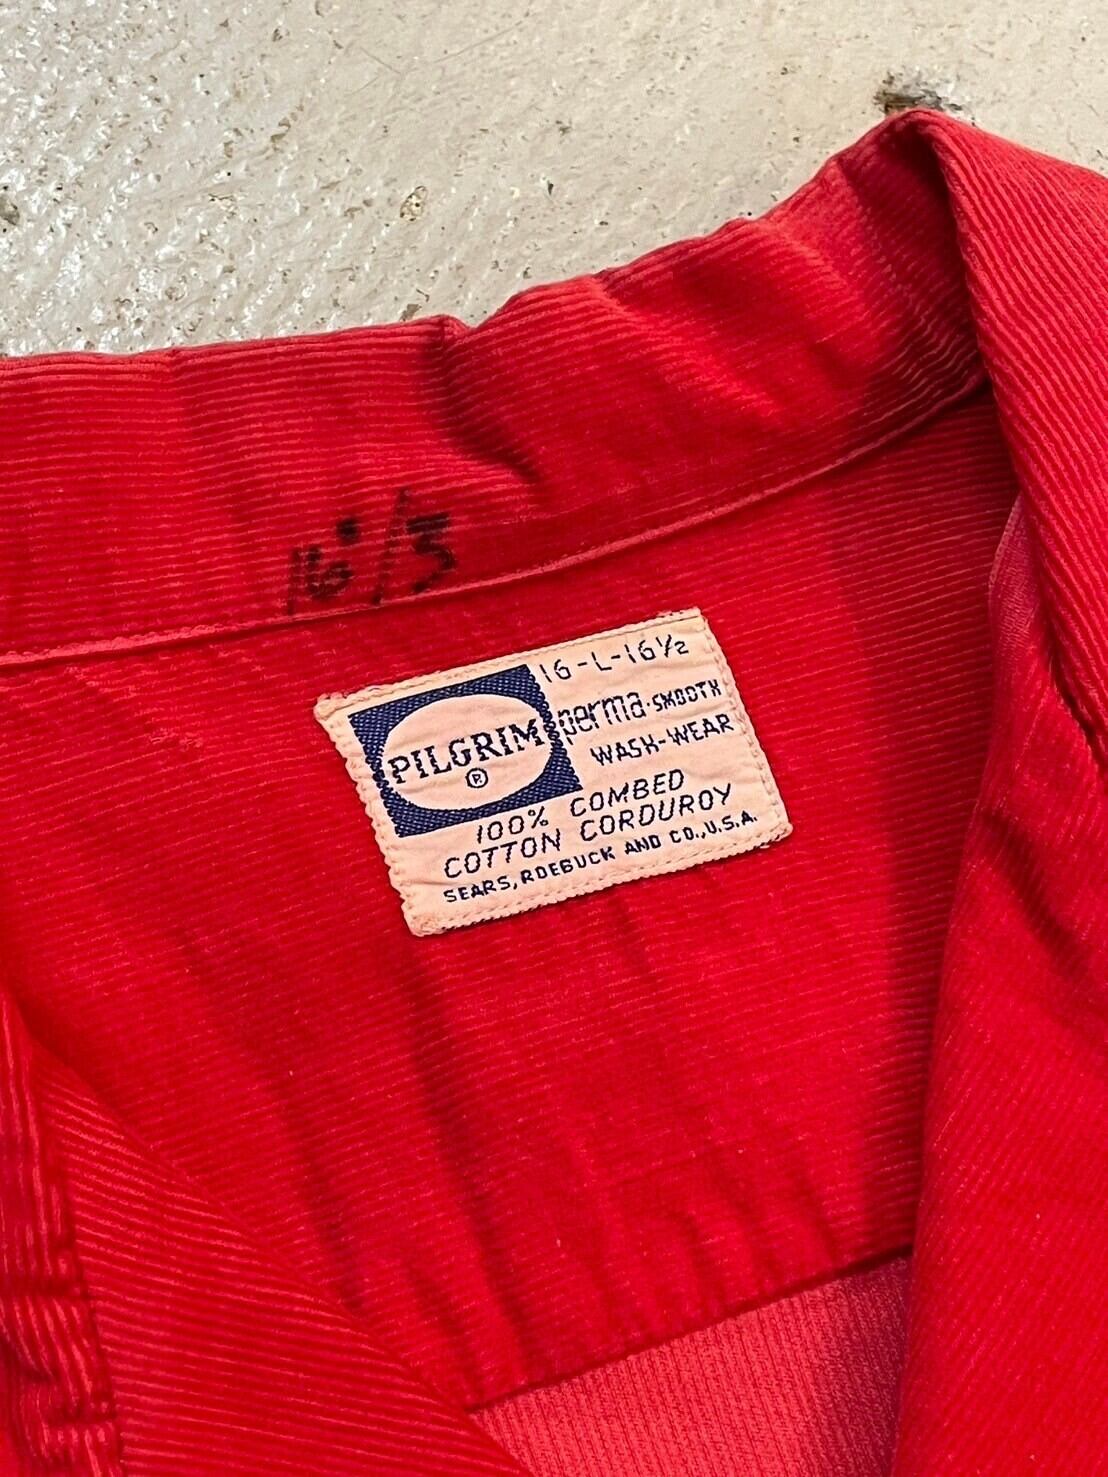 16/3
16-L-16½
PILGRIM
®
perma·SMOOTH
WASH-WEAR
100% COMBED
COTTON CORDUROY
SEARS, ROEBUCK AND CO., U.S.A.